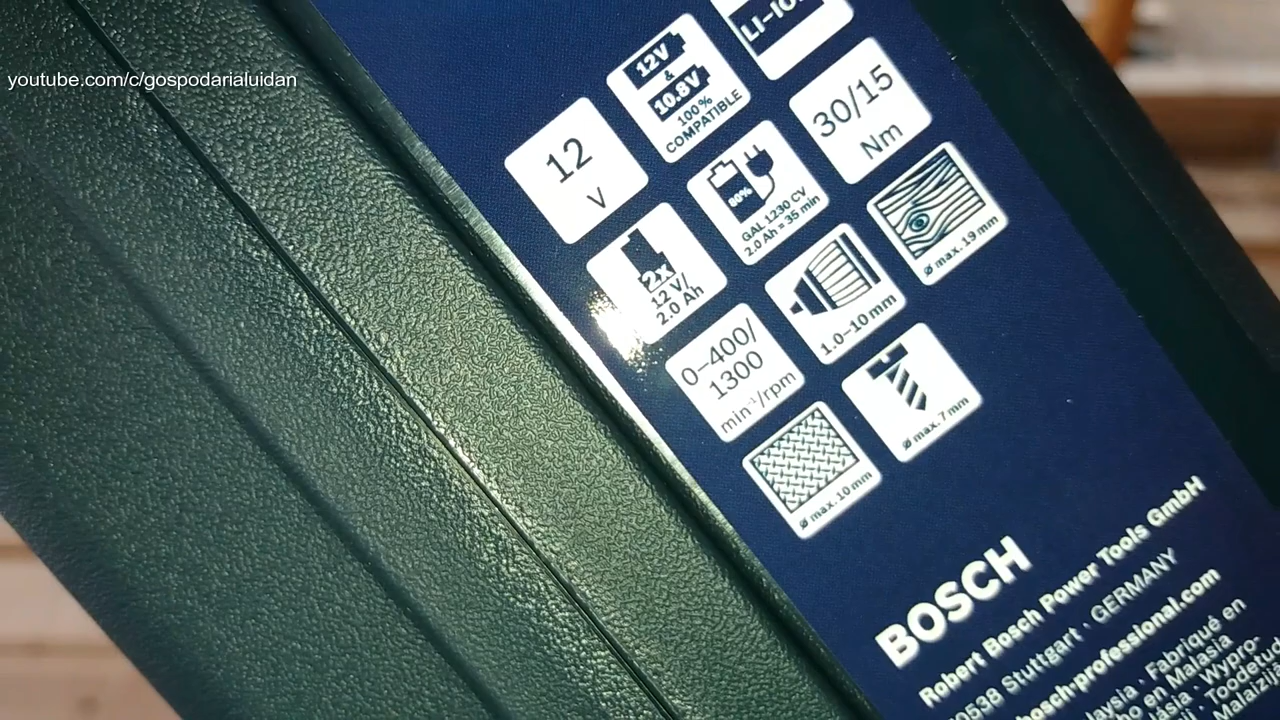 youtube.com/c/gospodarialuidan
LI-ION
12V
&
10.8V
100%
COMPATIBLE
12
V
30/15
Nm
80%
GAL 1230 CV
2.0 Ah = 35 min
2x
12 V/
2.0 Ah
ø max. 19 mm
1.0–10 mm
0–400/
1300
min⁻¹/rpm
ø max. 7 mm
ø max. 10 mm
BOSCH
Robert Bosch Power Tools GmbH
70538 Stuttgart · GERMANY
bosch-professional.com
· Fabriqué en
en Malasia
· Wypro-
· Toodetud